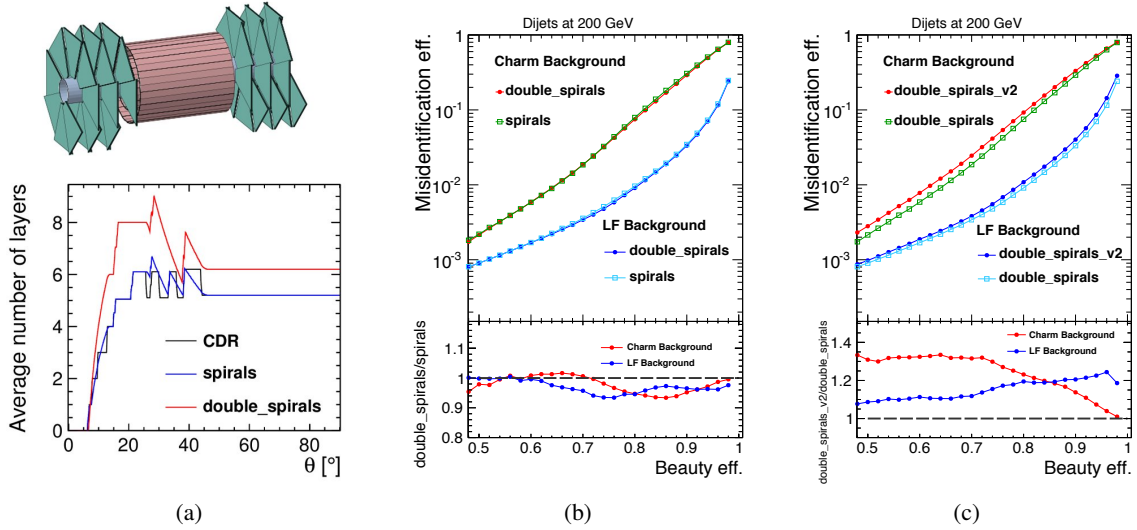 Average number of layers
8
6
4
2
0
CDR
spirals
double_spirals
0 20 40 60 80
θ [°]
(a)
Dijets at 200 GeV
Misidentification eff.
1
10⁻¹
10⁻²
10⁻³
Charm Background
double_spirals
spirals
LF Background
double_spirals
spirals
double_spirals/spirals
1.1
1
0.9
0.8
Charm Background
LF Background
0.5 0.6 0.7 0.8 0.9 1
Beauty eff.
(b)
Dijets at 200 GeV
Misidentification eff.
1
10⁻¹
10⁻²
10⁻³
Charm Background
double_spirals_v2
double_spirals
LF Background
double_spirals_v2
double_spirals
double_spirals_v2/double_spirals
1.4
1.2
1
Charm Background
LF Background
0.5 0.6 0.7 0.8 0.9 1
Beauty eff.
(c)